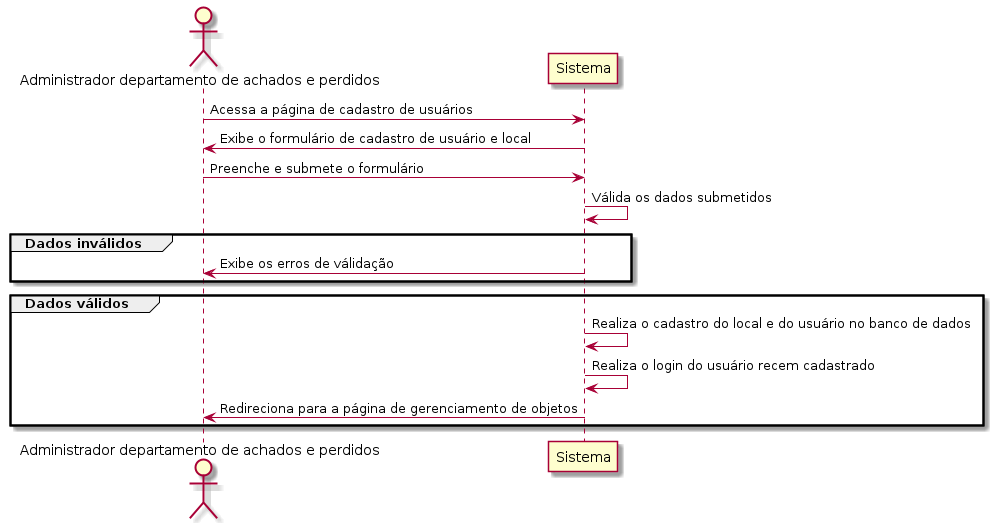 Administrador departamento de achados e perdidos
Sistema
Acessa a página de cadastro de usuários
Exibe o formulário de cadastro de usuário e local
Preenche e submete o formulário
Válida os dados submetidos
Dados inválidos
Exibe os erros de válidação
Dados válidos
Realiza o cadastro do local e do usuário no banco de dados
Realiza o login do usuário recem cadastrado
Redireciona para a página de gerenciamento de objetos
Administrador departamento de achados e perdidos
Sistema